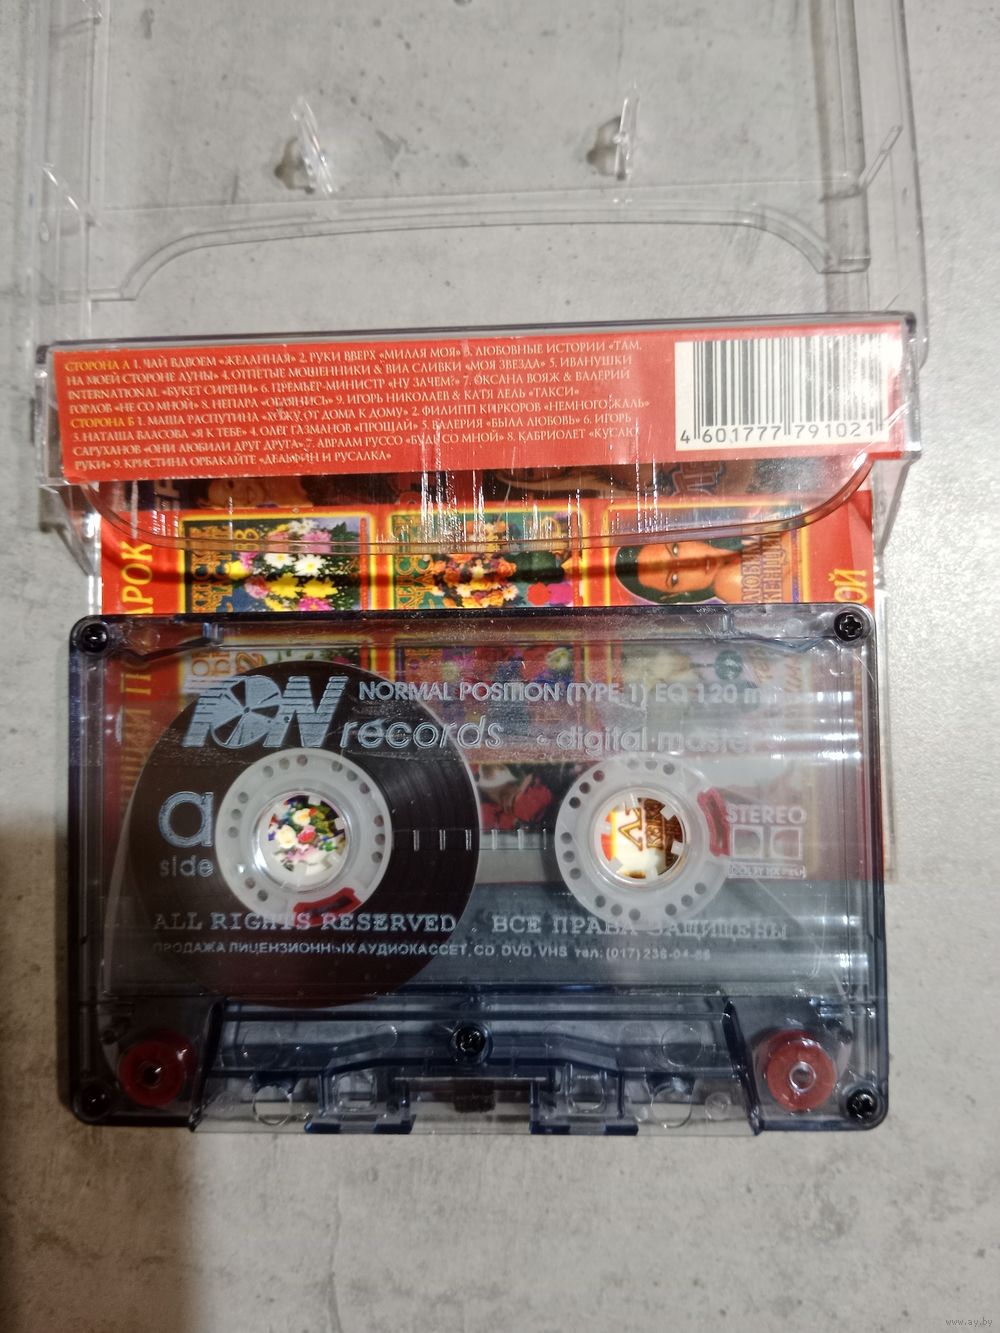 СТОРОНА А 1. ЧАЙ ВДВОЕМ «ЖЕЛАННАЯ» 2. РУКИ ВВЕРХ «МИЛАЯ МОЯ» 3. ЛЮБОВНЫЕ ИСТОРИИ «ТАМ,
НА МОЕЙ СТОРОНЕ ЛУНЫ» 4. ОТПЕТЫЕ МОШЕННИКИ & ВИА СЛИВКИ «МОЯ ЗВЕЗДА» 5. ИВАНУШКИ
INTERNATIONAL «БУКЕТ СИРЕНИ» 6. ПРЕМЬЕР-МИНИСТР «НУ ЗАЧЕМ?» 7. ОКСАНА ВОЯЖ & ВАЛЕРИЙ
ГОРЛОВ «НЕ СО МНОЙ» 8. НЕПАРА «ОБЕРНИСЬ» 9. ИГОРЬ НИКОЛАЕВ & КАТЯ ЛЕЛЬ «ТАКСИ»
СТОРОНА Б 1. МАША РАСПУТИНА «ХОЖУ ОТ ДОМА К ДОМУ» 2. ФИЛИПП КИРКОРОВ «НЕМНОГО ЖАЛЬ»
3. НАТАША ВЛАСОВА «Я К ТЕБЕ» 4. ОЛЕГ ГАЗМАНОВ «ПРОЩАЙ» 5. ВАЛЕРИЯ «БЫЛА ЛЮБОВЬ» 6. ИГОРЬ
САРУХАНОВ «ОНИ ЛЮБИЛИ ДРУГ ДРУГА» 7. АВРААМ РУССО «БУДЬ СО МНОЙ» 8. КАБРИОЛЕТ «КУСАЮ
РУКИ» 9. КРИСТИНА ОРБАКАЙТЕ «ДЕЛЬФИН И РУСАЛКА»
4 601777 791021
NORMAL POSITION (TYPE 1) EQ 120
records digital master
a
side
STEREO
ALL RIGHTS RESERVED . ВСЕ ПРАВА ЗАЩИЩЕНЫ
ПРОДАЖА ЛИЦЕНЗИОННЫХ АУДИОКАССЕТ, CD, DVD, VHS тел: (017)
www.ay.by